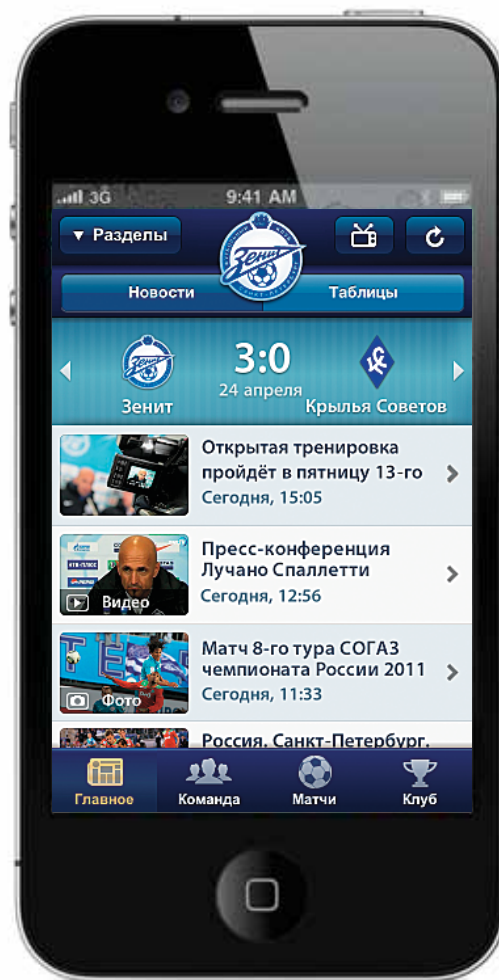 3G 9:41 AM
Разделы
Зенит
Новости
Таблицы
3:0
24 апреля
Зенит
Крылья Советов
Открытая тренировка
пройдёт в пятницу 13-го
Сегодня, 15:05
Пресс-конференция
Лучано Спаллетти
Сегодня, 12:56
Видео
Матч 8-го тура СОГАЗ
чемпионата России 2011
Сегодня, 11:33
Фото
Россия. Санкт-Петербург.
Главное
Команда
Матчи
Клуб